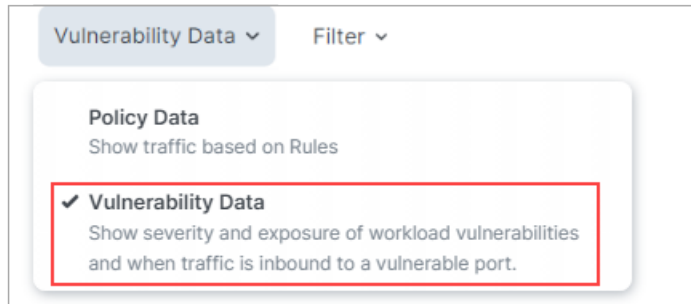 Vulnerability Data Filter
Policy Data
Show traffic based on Rules
Vulnerability Data
Show severity and exposure of workload vulnerabilities
and when traffic is inbound to a vulnerable port.